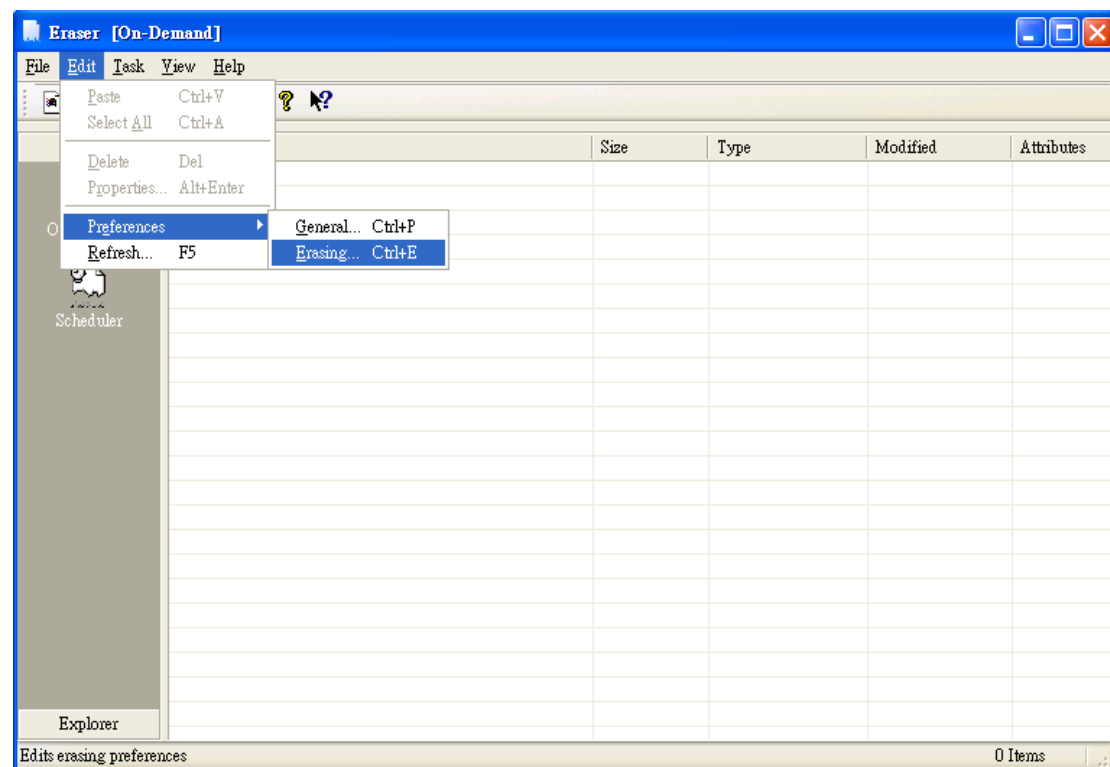 Eraser [On-Demand]
File Edit Task View Help
Paste Ctrl+V
Select All Ctrl+A
Delete Del
Properties... Alt+Enter
Preferences
Refresh... F5
General... Ctrl+P
Erasing... Ctrl+E
Size Type Modified Attributes
O
Scheduler
Explorer
Edits erasing preferences 0 Items